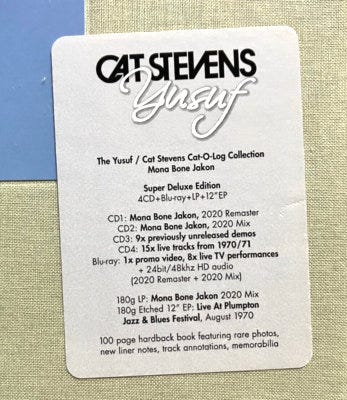 CAT STEVENS
Yusuf
The Yusuf / Cat Stevens Cat-O-Log Collection
Mona Bone Jakon
Super Deluxe Edition
4CD+Blu-ray+LP+12"EP
CD1: Mona Bone Jakon, 2020 Remaster
CD2: Mona Bone Jakon, 2020 Mix
CD3: 9x previously unreleased demos
CD4: 15x live tracks from 1970/71
Blu-ray: 1x promo video, 8x live TV performances
+ 24bit/48khz HD audio
(2020 Remaster + 2020 Mix)
180g LP: Mona Bone Jakon 2020 Mix
180g Etched 12" EP: Live At Plumpton
Jazz & Blues Festival, August 1970
100 page hardback book featuring rare photos,
new liner notes, track annotations, memorabilia